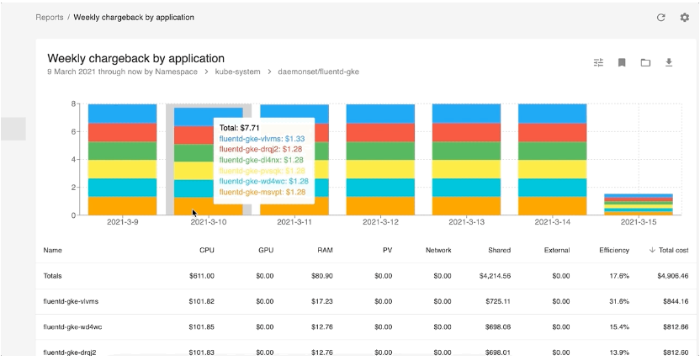 Reports / Weekly chargeback by application
Weekly chargeback by application
9 March 2021 through now by Namespace > kube-system > daemonset/fluentd-gke
8
6
4
2
0
Total: $7.71
fluentd-gke-vlvms: $1.33
fluentd-gke-drqj2: $1.28
fluentd-gke-di4nx: $1.28
$1.28
fluentd-gke-wd4wc: $1.28
fluentd-gke-msvpt: $1.28
2021-3-9 2021-3-10 2021-3-11 2021-3-12 2021-3-13 2021-3-14 2021-3-15
Name CPU GPU RAM PV Network Shared External Efficiency Total cost
Totals $611.00 $0.00 $80.90 $0.00 $0.00 $4,214.56 $0.00 17.6% $4,906.46
fluentd-gke-vlvms $101.82 $0.00 $17.23 $0.00 $0.00 $725.11 $0.00 31.6% $844.16
fluentd-gke-wd4wc $101.85 $0.00 $12.76 $0.00 $0.00 $698.06 $0.00 15.4% $812.66
fluentd-gke-drqj2 $101.83 $0.00 $12.76 $0.00 $0.00 $698.01 $0.00 13.9% $812.60